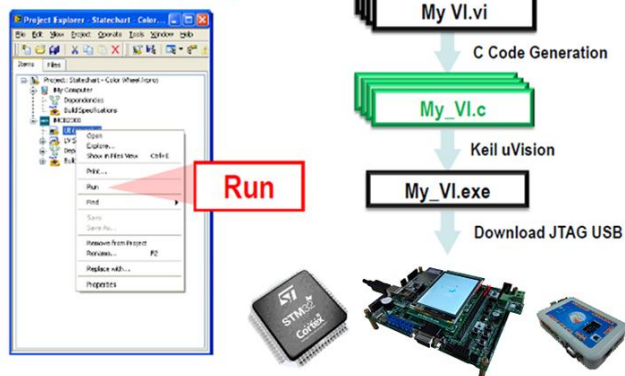 Project Explorer - Statechart - Color ...
File Edit View Project Operate Tools Window Help
Items Files
Project: Statechart - Color Wheel.lvproj
My Computer
Dependencies
Build Specifications
MCB2300
Open
Explore...
Show in Files View Ctrl+E
Print...
Run
Find
Save
Save As...
Remove from Project
Rename... F2
Replace with...
Properties
Run
My VI.vi
C Code Generation
My_VI.c
Keil uVision
My_VI.exe
Download JTAG USB
STM32
Cortex